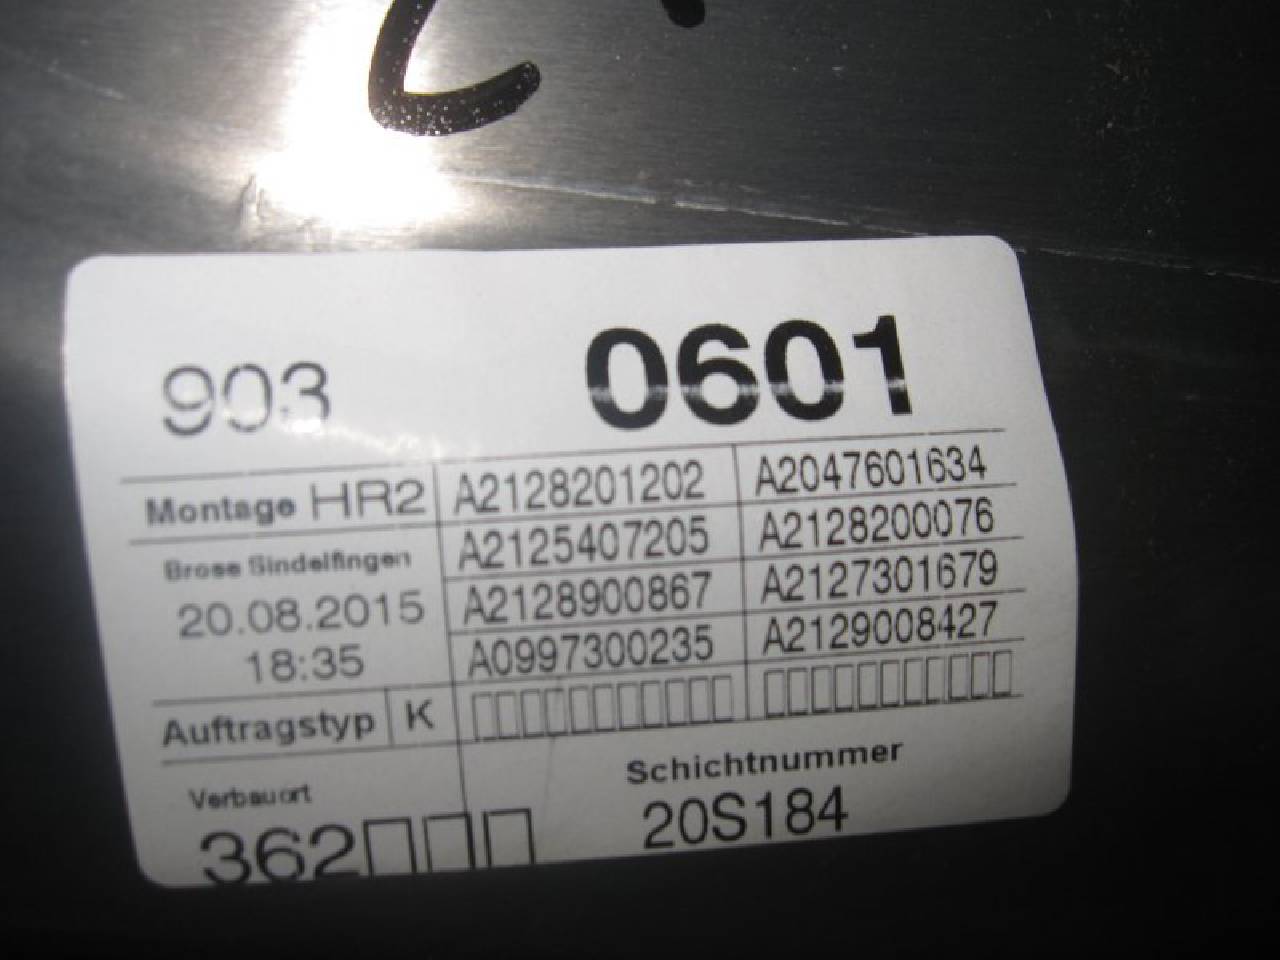 903 0601
Montage HR2 A2128201202 A2047601634
Brose Sindelfingen A2125407205 A2128200076
20.08.2015 A2128900867 A2127301679
18:35 A0997300235 A2129008427
Auftragstyp K
Verbauort Schichtnummer
362 20S184